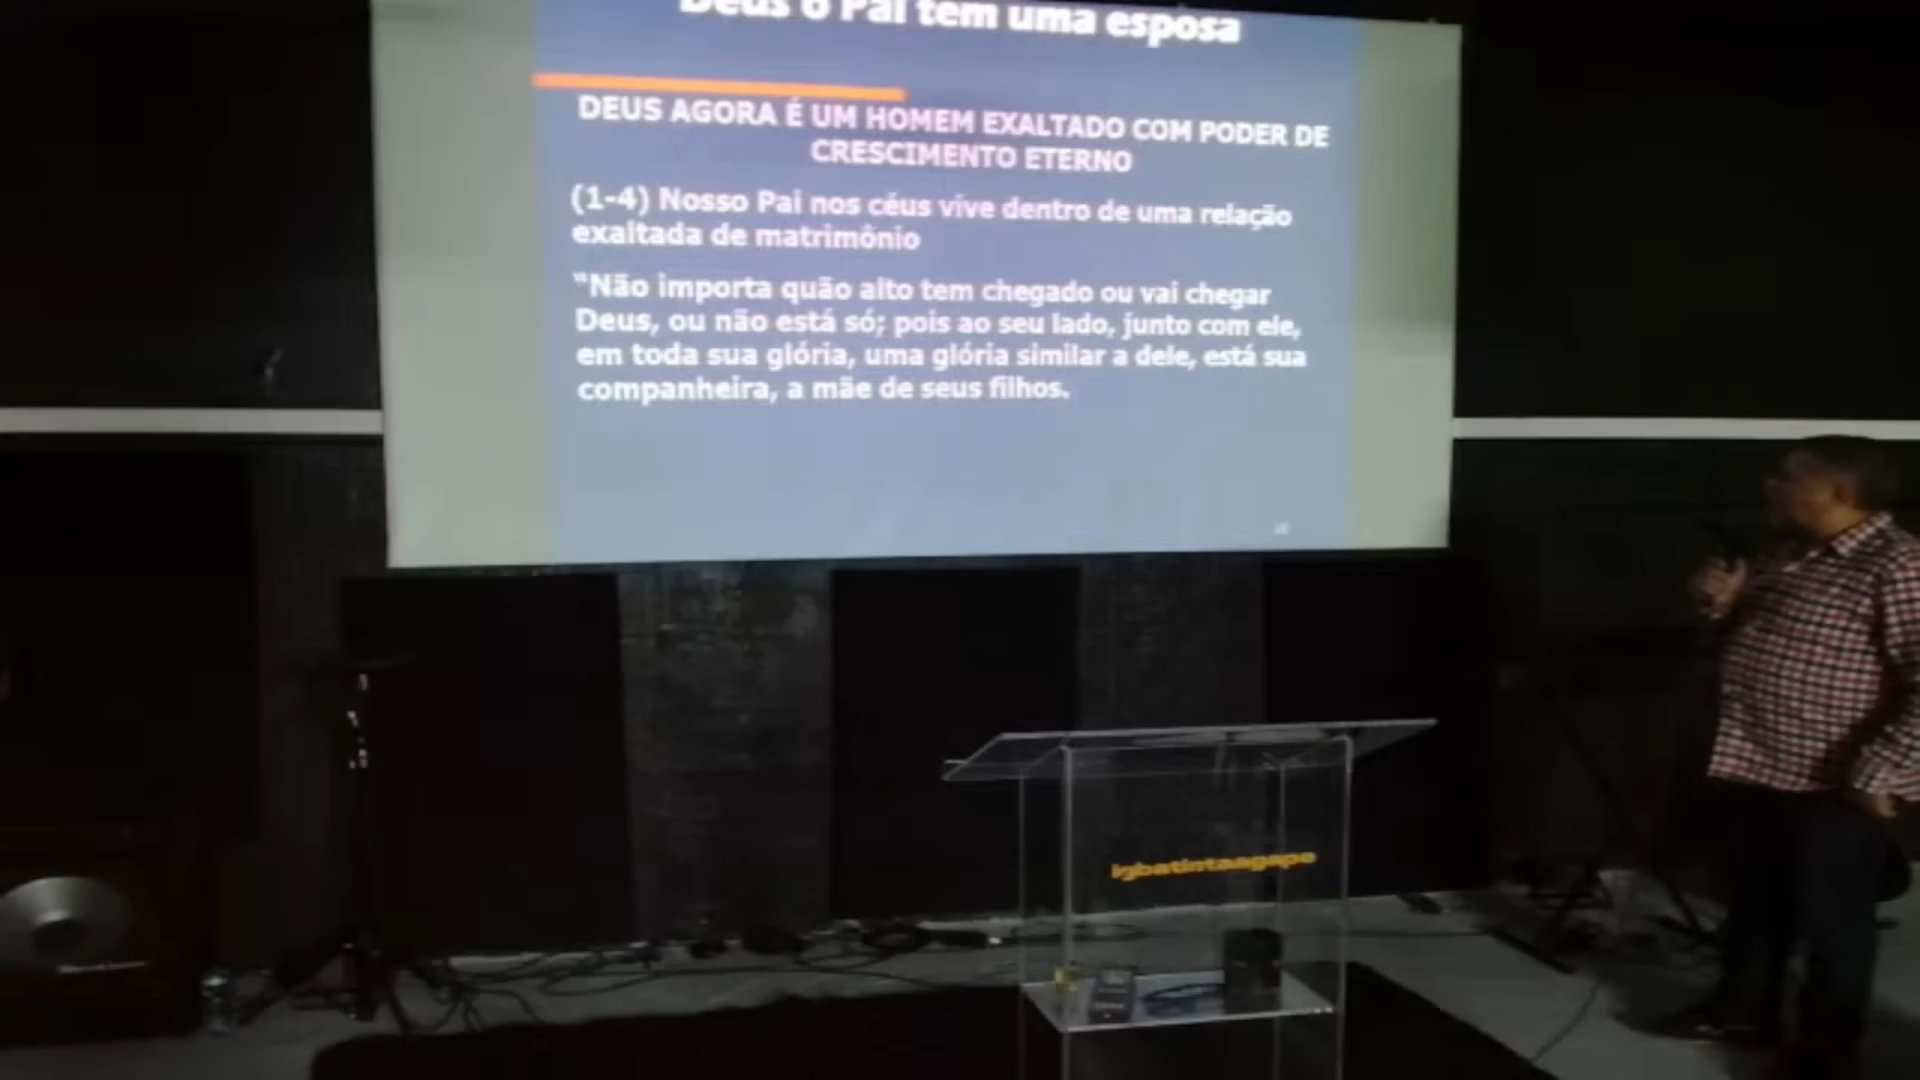 Deus o Pai tem uma esposa
DEUS AGORA É UM HOMEM EXALTADO COM PODER DE
CRESCIMENTO ETERNO
(1-4) Nosso Pai nos céus vive dentro de uma relação
exaltada de matrimônio
“Não importa quão alto tem chegado ou vai chegar
Deus, ou não está só; pois ao seu lado, junto com ele,
em toda sua glória, uma glória similar a dele, está sua
companheira, a mãe de seus filhos.
igbatintaagape